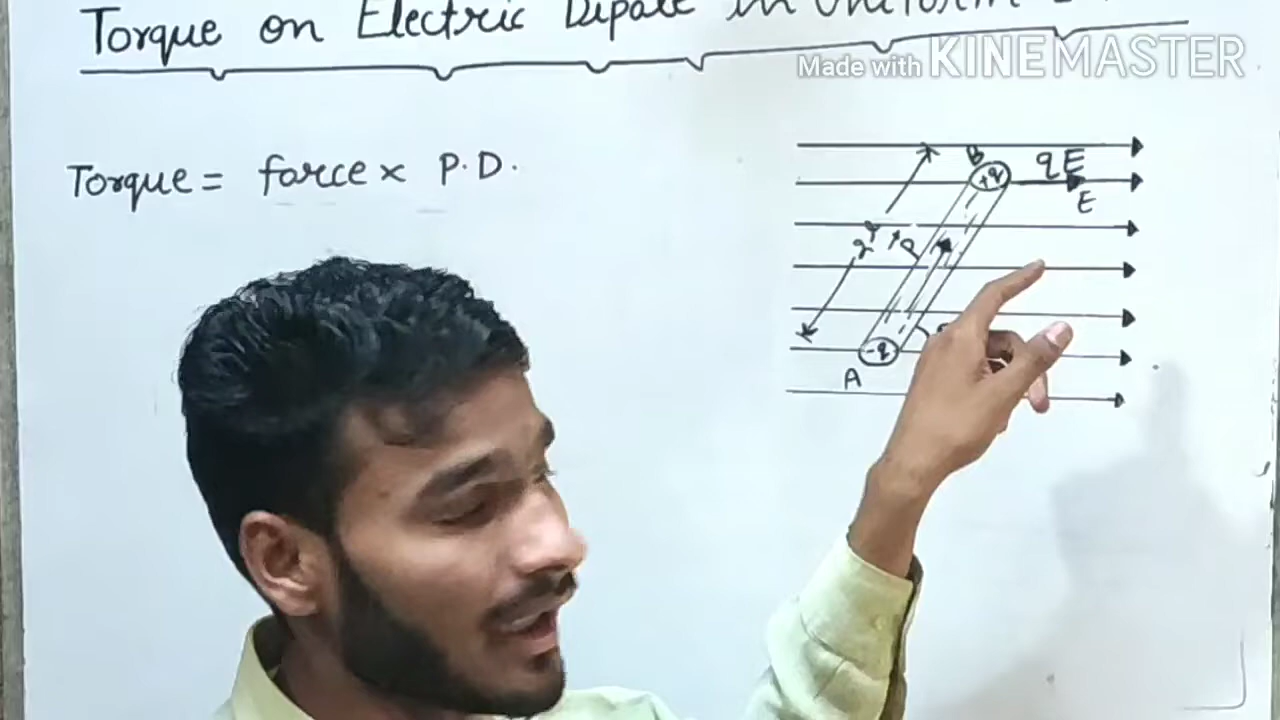 Torque on Electric Dipole in Uniform
Made with KINEMASTER
Torque = force × P.D.
B
+q
qE
E
P
-q
A